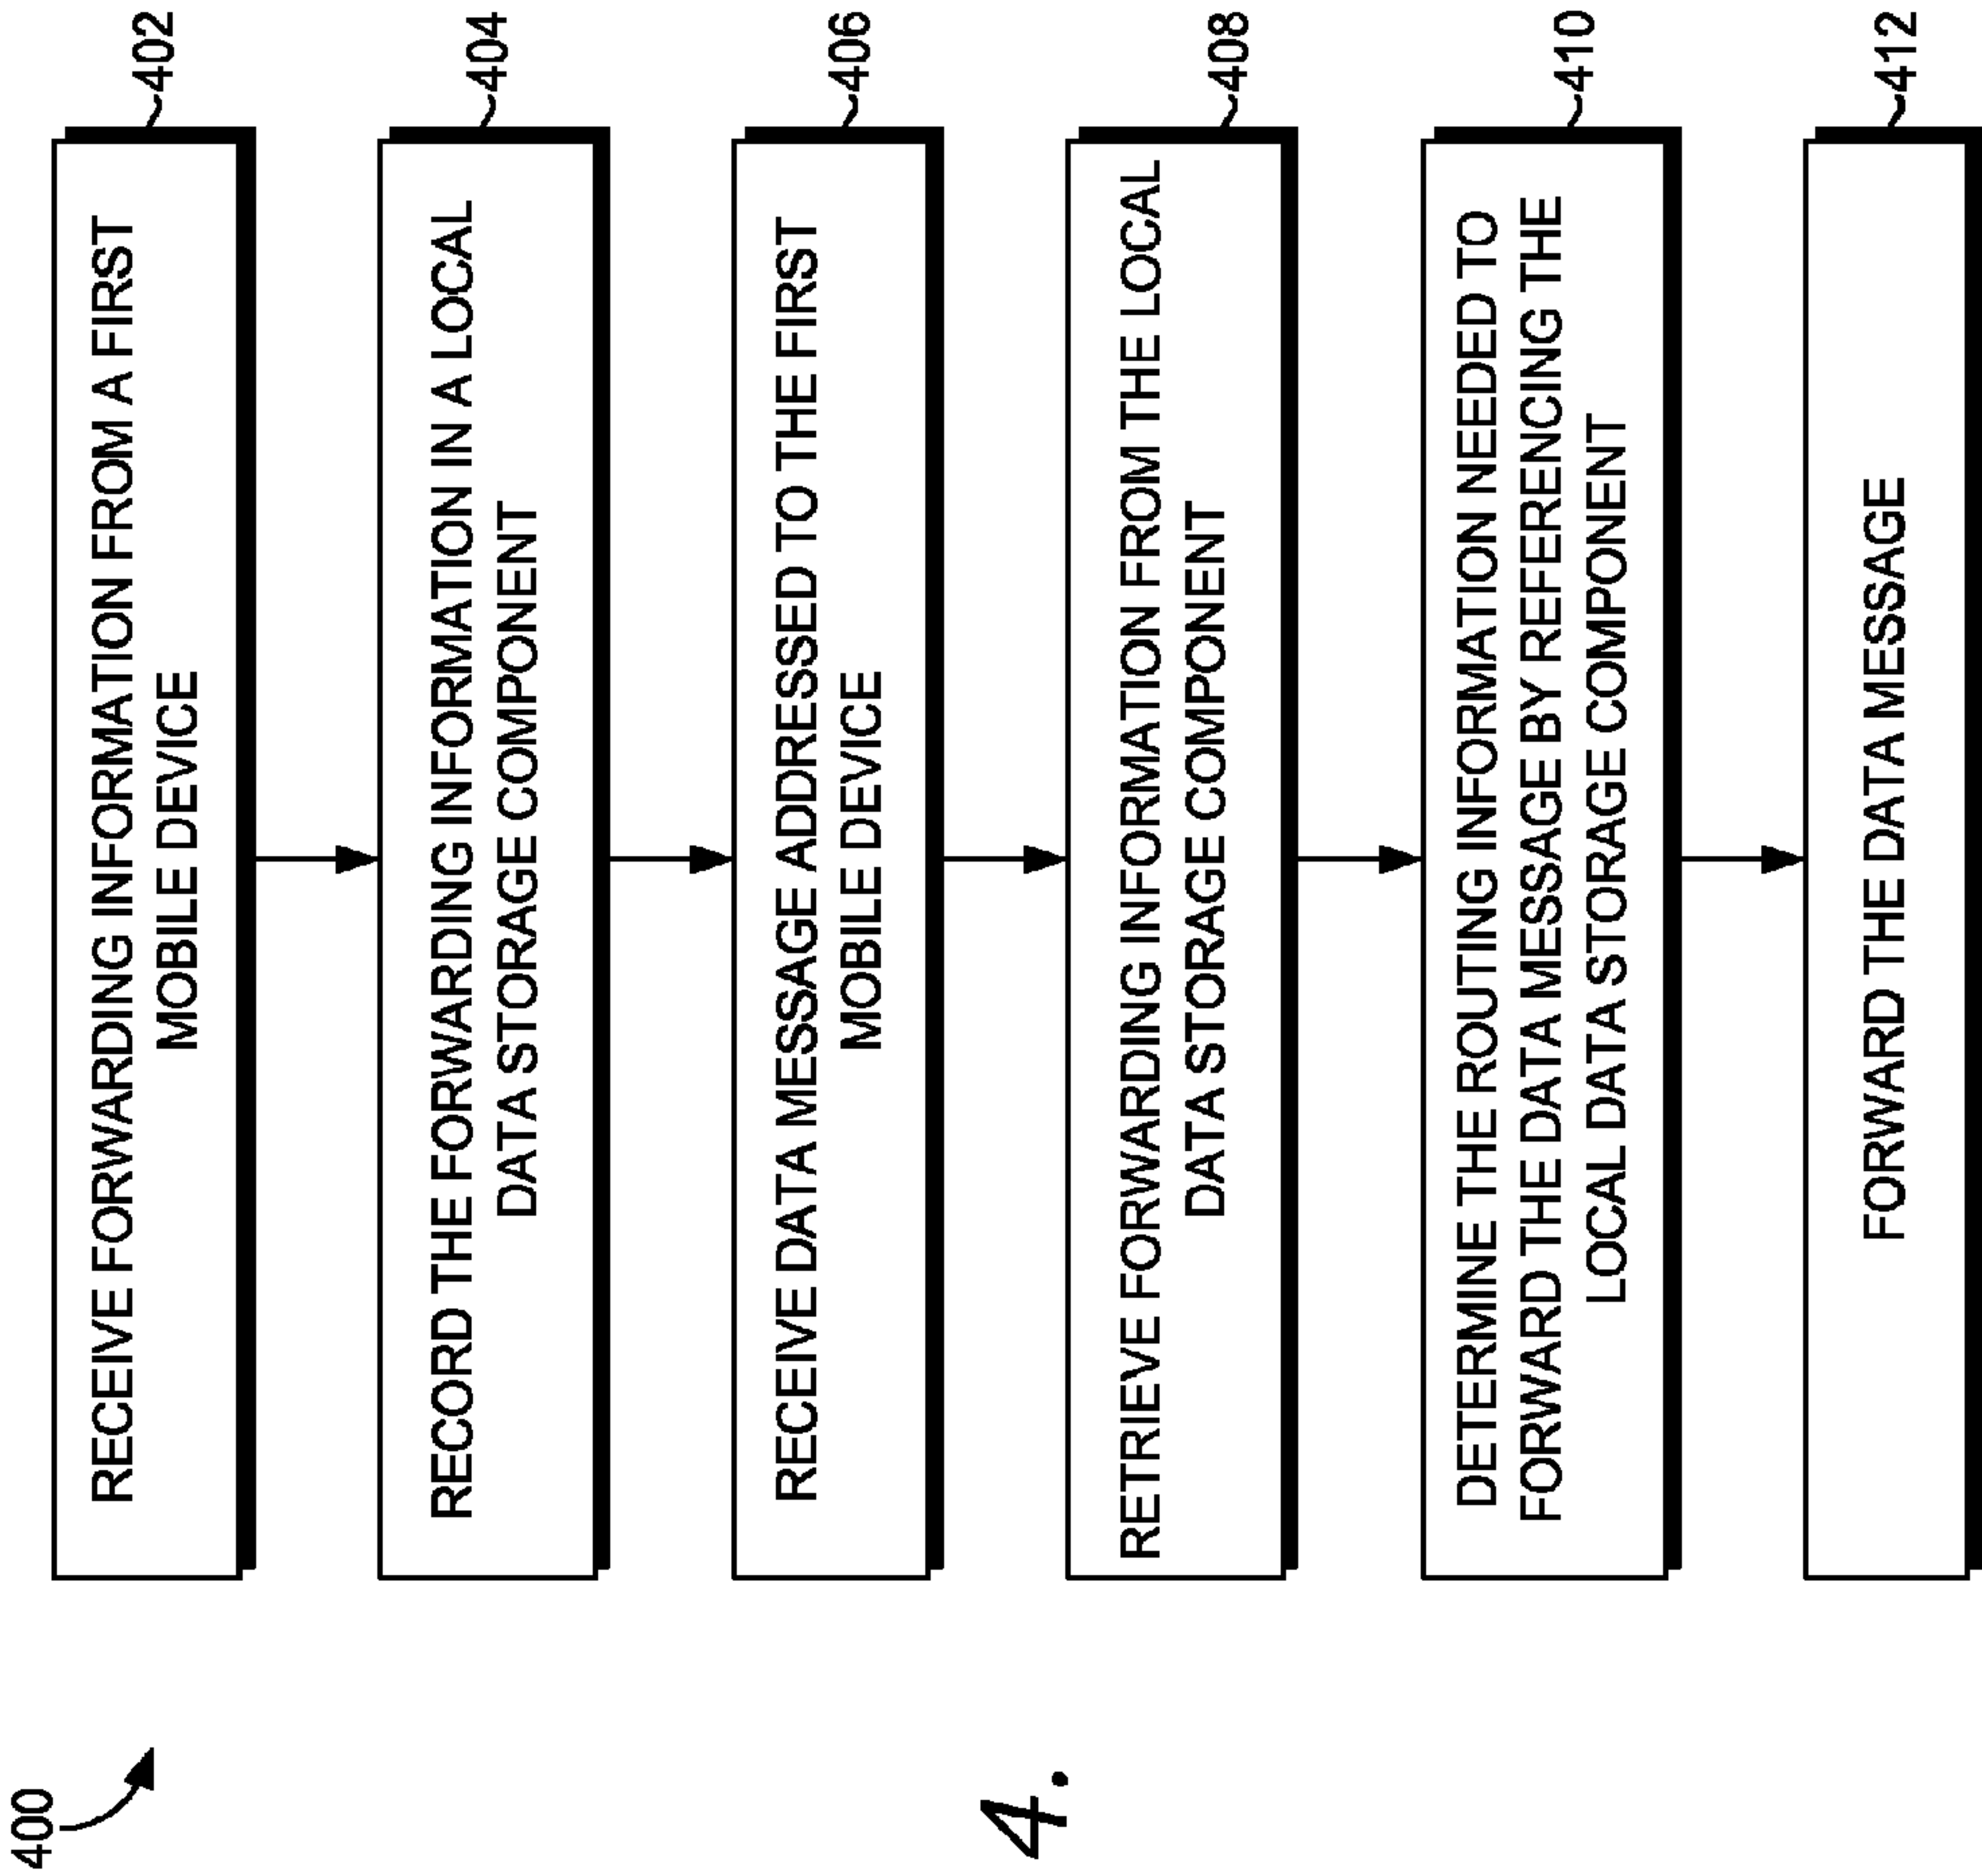 400
RECEIVE FORWARDING INFORMATION FROM A FIRST
MOBILE DEVICE
402
RECORD THE FORWARDING INFORMATION IN A LOCAL
DATA STORAGE COMPONENT
404
RECEIVE DATA MESSAGE ADDRESSED TO THE FIRST
MOBILE DEVICE
406
RETRIEVE FORWARDING INFORMATION FROM THE LOCAL
DATA STORAGE COMPONENT
408
DETERMINE THE ROUTING INFORMATION NEEDED TO
FORWARD THE DATA MESSAGE BY REFERENCING THE
LOCAL DATA STORAGE COMPONENT
410
FORWARD THE DATA MESSAGE
412
4.